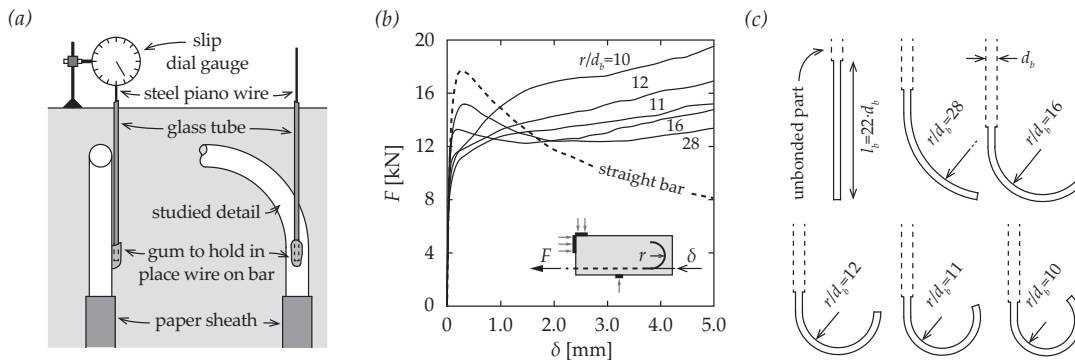 (a)
slip
dial gauge
steel piano wire
glass tube
studied detail
gum to hold in
place wire on bar
paper sheath
(b)
F [kN]
20
16
12
8
4
0
r/d_b=10
12
11
16
28
straight bar
F
r
δ
0 1.0 2.0 3.0 4.0 5.0
δ [mm]
(c)
unbonded part
l_b=22·d_b
d_b
r/d_b=28
r/d_b=16
r/d_b=12
r/d_b=11
r/d_b=10